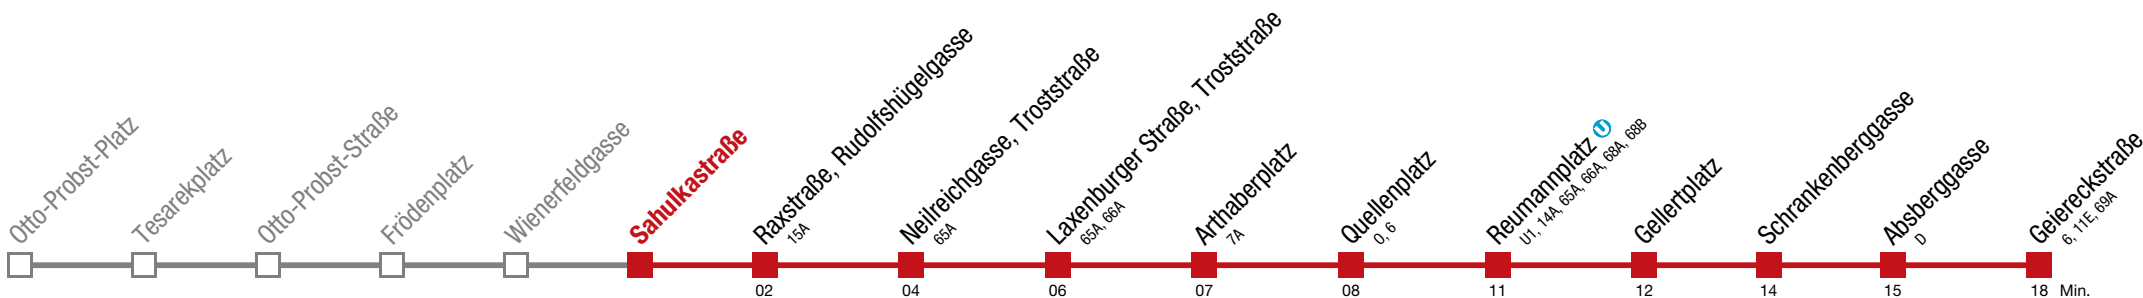 Otto-Probst-Platz
Tesarekplatz
Otto-Probst-Straße
Frödenplatz
Wienerfeldgasse
Sahulkastraße
Raxstraße, Rudolfshügelgasse
15A
Neilreichgasse, Troststraße
65A
Laxenburger Straße, Troststraße
65A, 66A
Arthaberplatz
7A
Quellenplatz
O, 6
Reumannplatz U
U1, 14A, 65A, 66A, 68A, 68B
Gellertplatz
Schrankenberggasse
Absberggasse
D
Geiereckstraße
6, 11E, 69A
02 04 06 07 08 11 12 14 15 18 Min.